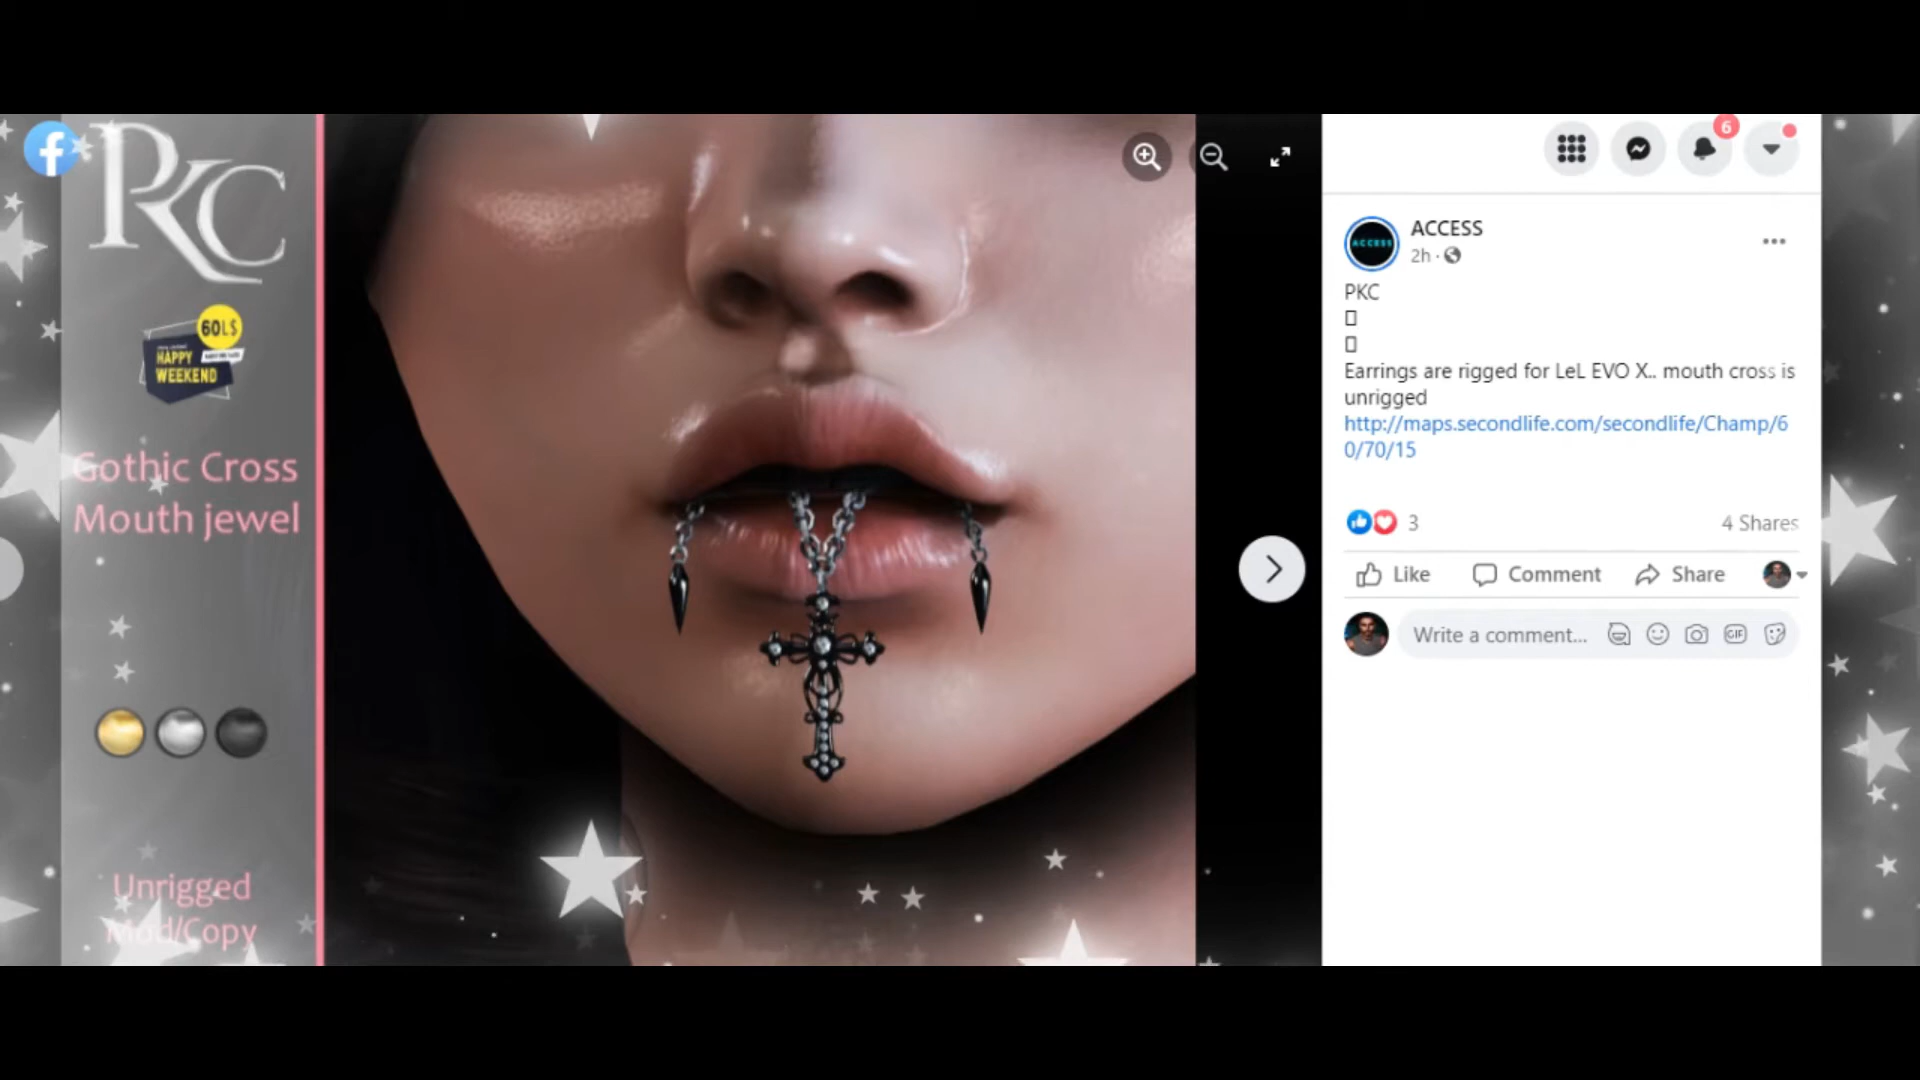 PKC
60L$
HAPPY
WEEKEND
Gothic Cross
Mouth jewel
Unrigged
Mod/Copy
6
ACCESS
ACCESS
2h
PKC
Earrings are rigged for LeL EVO X.. mouth cross is
unrigged
http://maps.secondlife.com/secondlife/Champ/6
0/70/15
3
4 Shares
Like
Comment
Share
Write a comment...
GIF